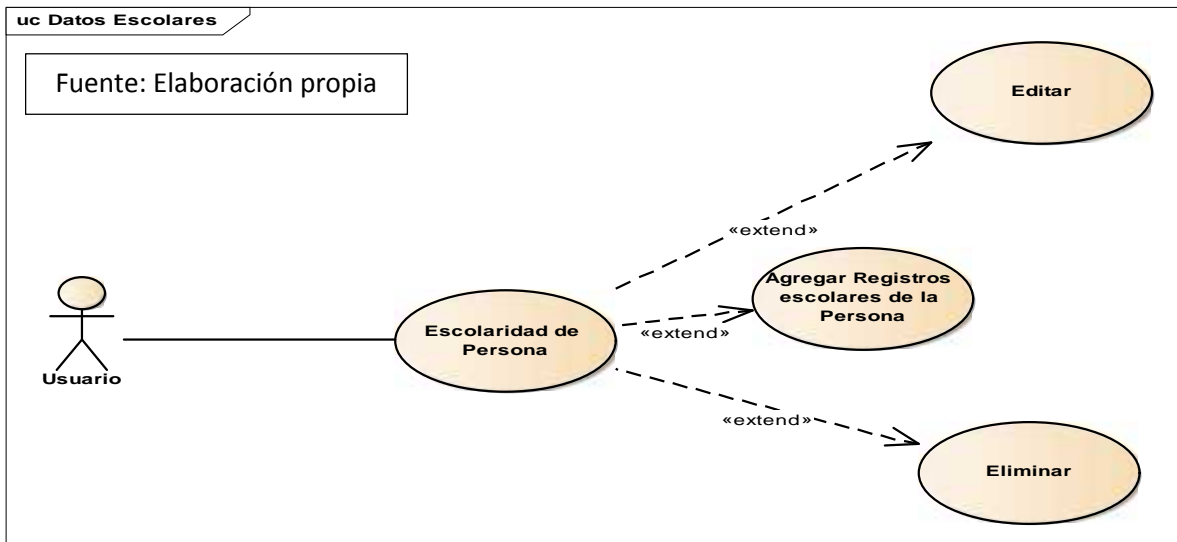 uc Datos Escolares
Fuente: Elaboración propia
Editar
«extend»
Agregar Registros
escolares de la
Persona
«extend»
Escolaridad de
Persona
Usuario
«extend»
Eliminar